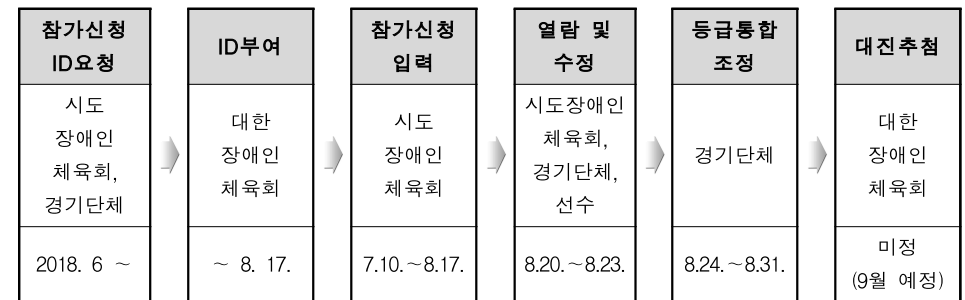 참가신청
ID요청
시도
장애인
체육회,
경기단체
2018. 6 ~
ID부여
대한
장애인
체육회
~ 8. 17.
참가신청
입력
시도
장애인
체육회
7.10.~8.17.
열람 및
수정
시도장애인
체육회,
경기단체,
선수
8.20.~8.23.
등급통합
조정
경기단체
8.24.~8.31.
대진추첨
대한
장애인
체육회
미정
(9월 예정)